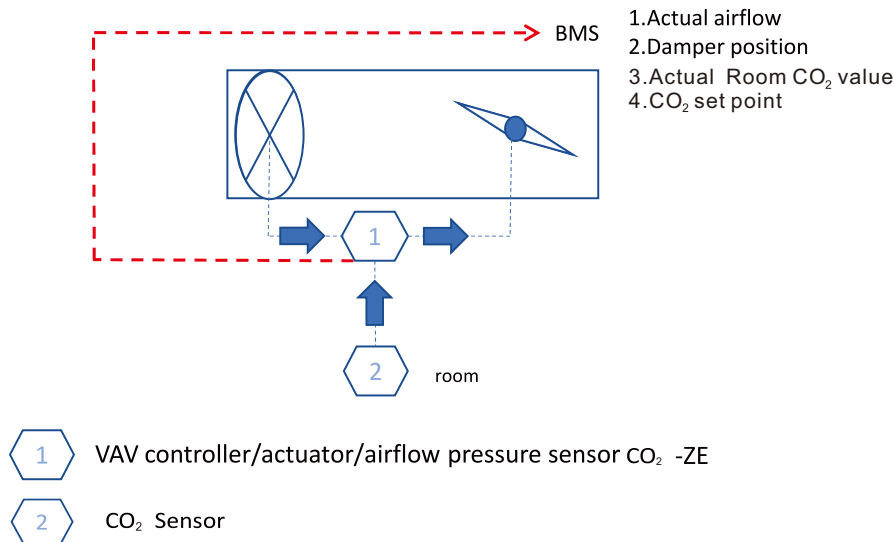 BMS
1.Actual airflow
2.Damper position
3.Actual Room CO₂ value
4.CO₂ set point
1
2
room
1
VAV controller/actuator/airflow pressure sensor CO₂ -ZE
2
CO₂ Sensor